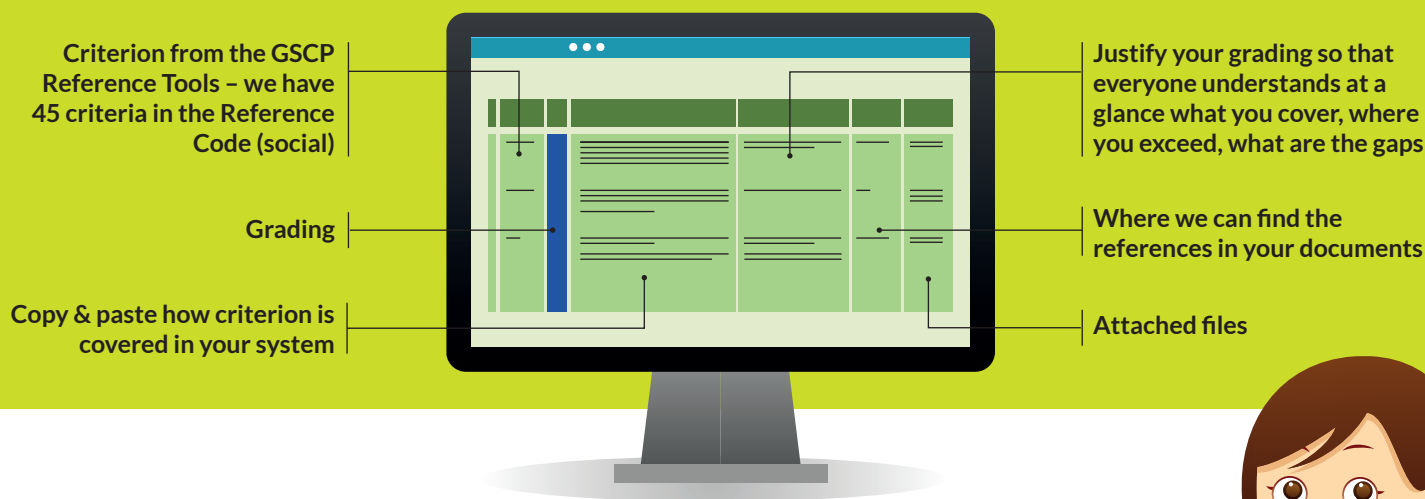 Criterion from the GSCP
Reference Tools – we have
45 criteria in the Reference
Code (social)
Grading
Copy & paste how criterion is
covered in your system
Justify your grading so that
everyone understands at a
glance what you cover, where
you exceed, what are the gaps
Where we can find the
references in your documents
Attached files